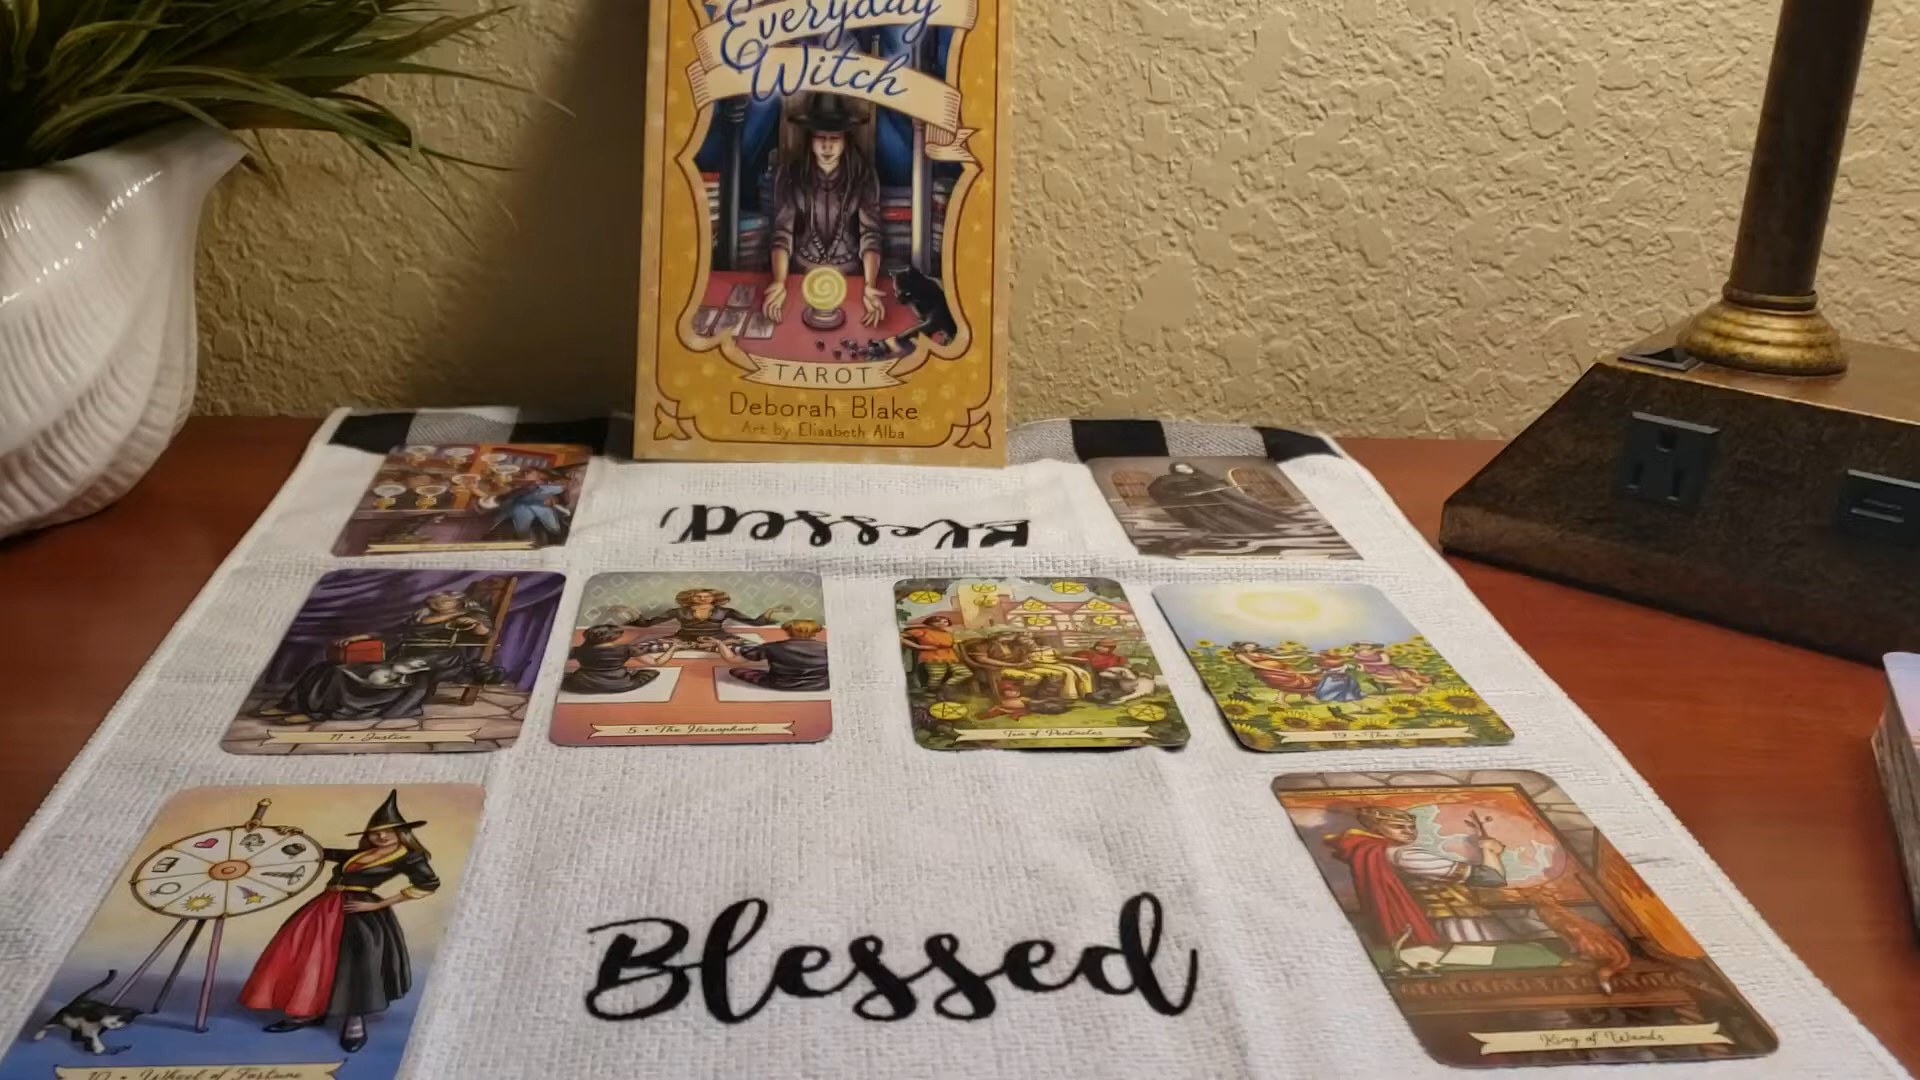 Everyday
Witch
TAROT
Deborah Blake
Art by Elisabeth Alba
Blessed
11 • Justice
5 • The Hierophant
Ten of Pentacles
19 • The Sun
Blessed
King of Wands
10 • Wheel of Fortune